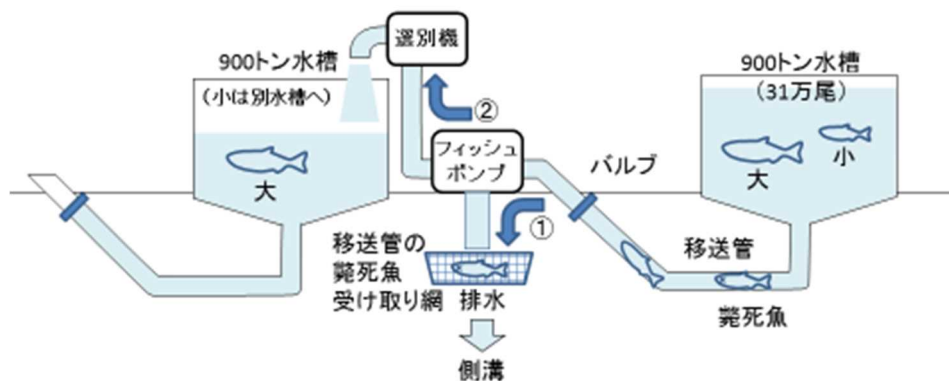 選別機
900トン水槽
(小は別水槽へ)
大
②
フィッシュ
ポンプ
①
移送管の
斃死魚
受け取り網
排水
側溝
バルブ
移送管
斃死魚
900トン水槽
(31万尾)
大
小